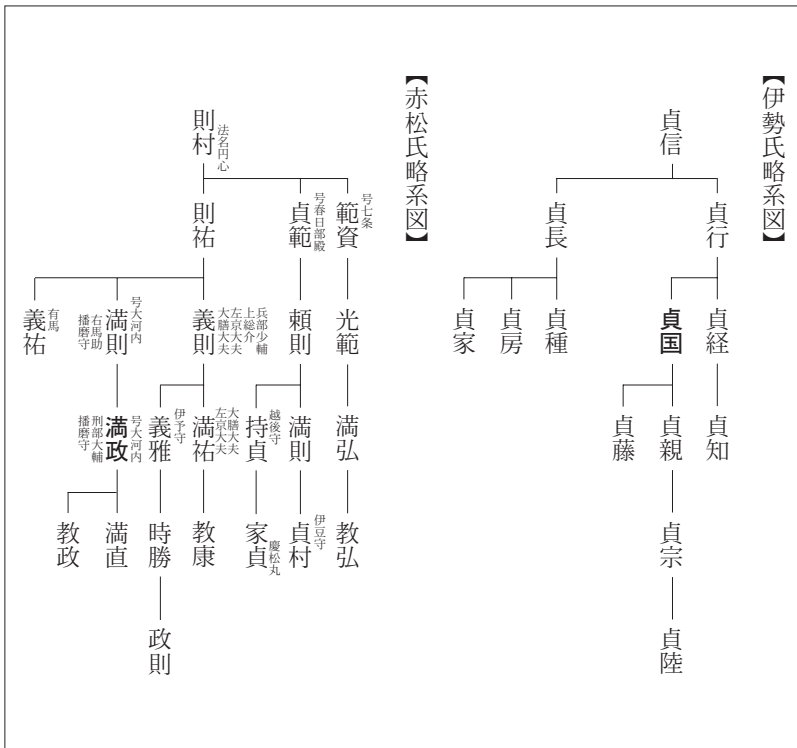 【伊勢氏略系図】
貞信
貞行
貞経
貞知
貞国
貞親
貞宗
貞陸
貞藤
貞長
貞種
貞房
貞家
【赤松氏略系図】
則村
法名円心
範資
号七条
光範
満弘
教弘
貞範
号春日部殿
頼則
満則
貞村
伊豆守
持貞
越後守
家貞
慶松丸
則祐
義則
兵部少輔
上総介
左京大夫
大膳大夫
満祐
大膳大夫
左京大夫
教康
義雅
伊予守
時勝
政則
満則
号大河内
右馬助
播磨守
満政
号大河内
刑部大輔
播磨守
満直
教政
義祐
有馬